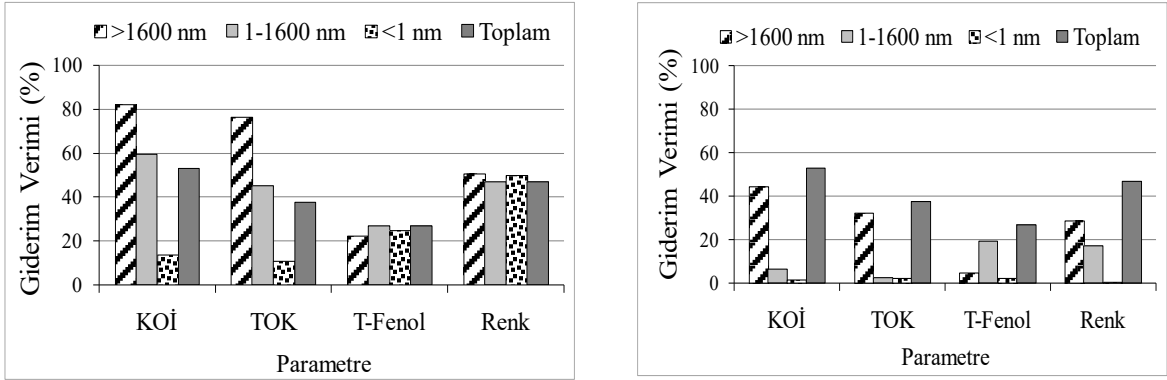 >1600 nm 1-1600 nm <1 nm Toplam
Giderim Verimi (%)
100
80
60
40
20
0
KOİ TOK T-Fenol Renk
Parametre
>1600 nm 1-1600 nm <1 nm Toplam
Giderim Verimi (%)
100
80
60
40
20
0
KOİ TOK T-Fenol Renk
Parametre